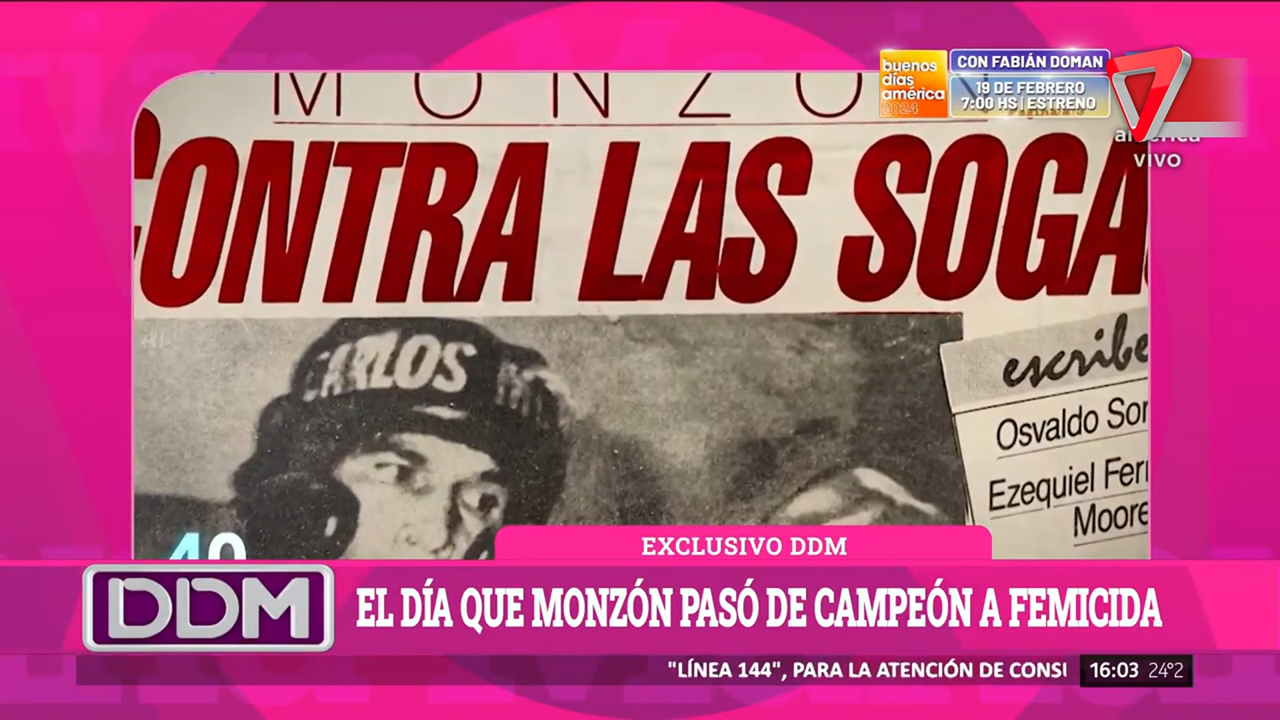 buenos
días
américa
2024
CON FABIÁN DOMAN
19 DE FEBRERO
7:00 HS | ESTRENO
VIVO
MONZO
CONTRA LAS SOGAS
CARLOS
escribe
Osvaldo Sor
Ezequiel Fer
Moore
EXCLUSIVO DDM
DDM
EL DÍA QUE MONZÓN PASÓ DE CAMPEÓN A FEMICIDA
"LÍNEA 144", PARA LA ATENCIÓN DE CONSI
16:03 24°2